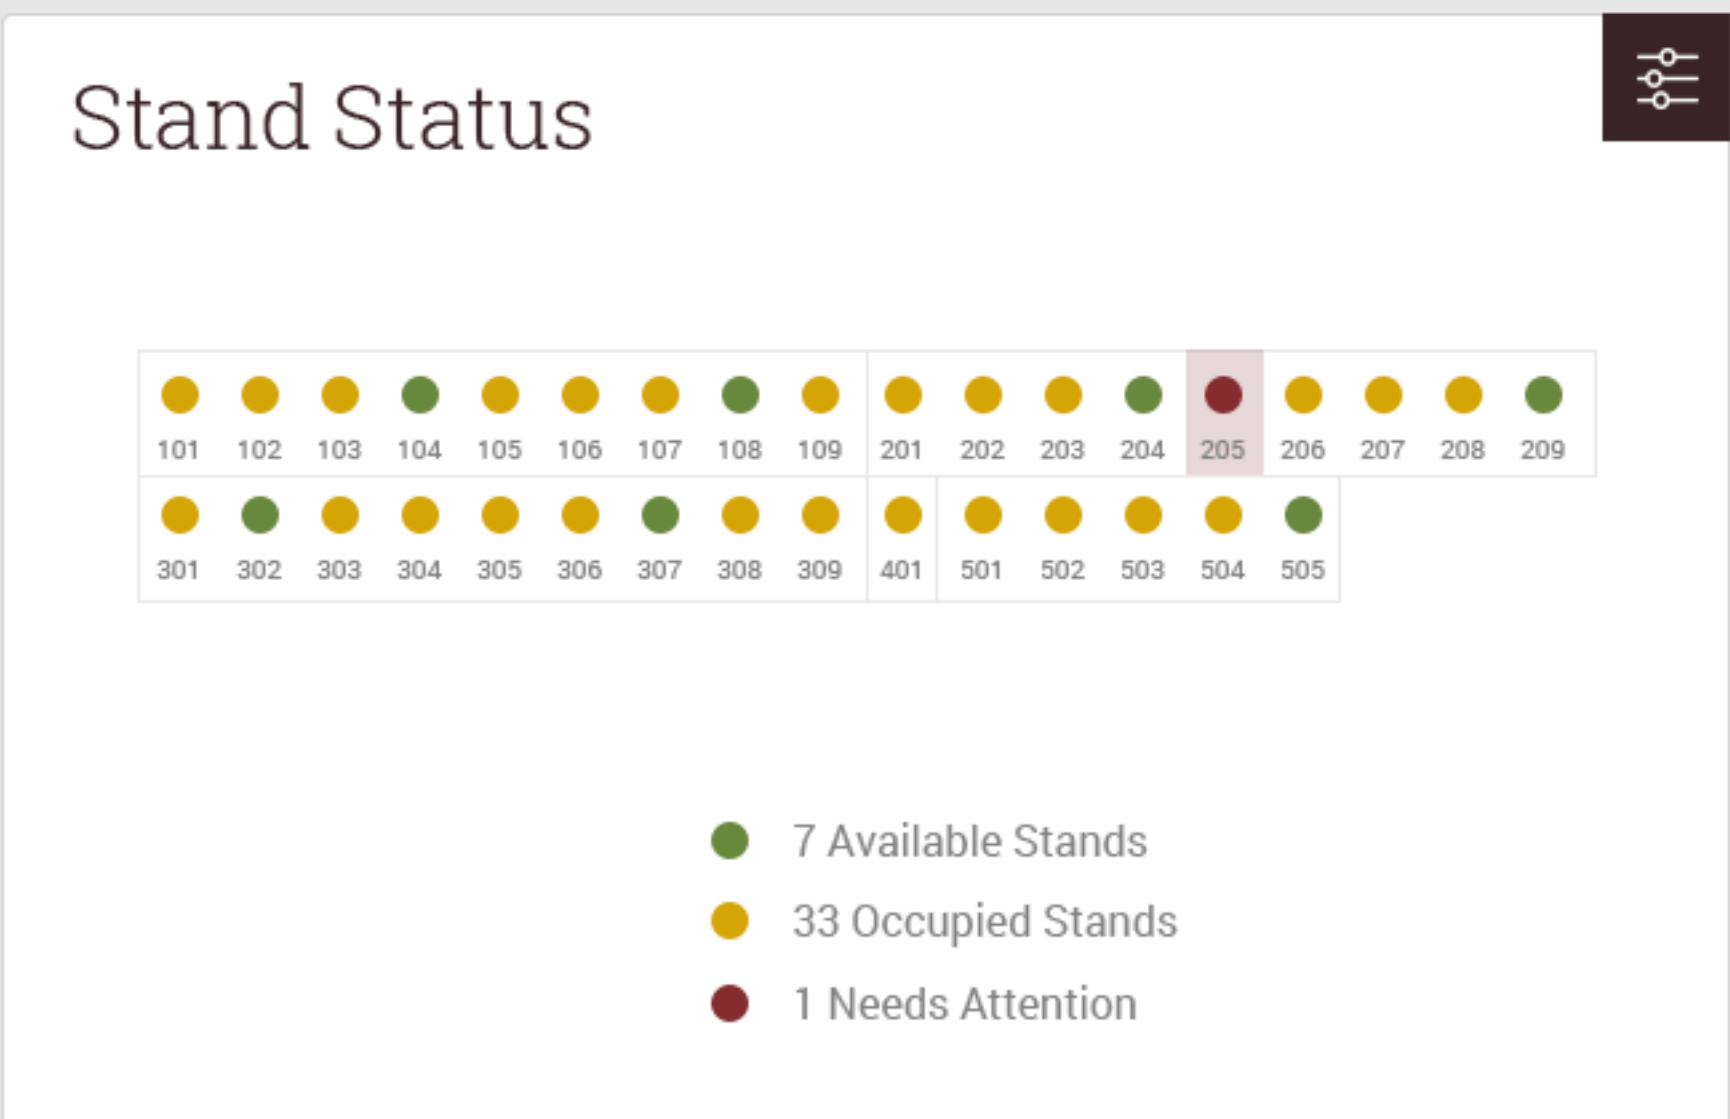 Stand Status
101 102 103 104 105 106 107 108 109 201 202 203 204 205 206 207 208 209
301 302 303 304 305 306 307 308 309 401 501 502 503 504 505
7 Available Stands
33 Occupied Stands
1 Needs Attention